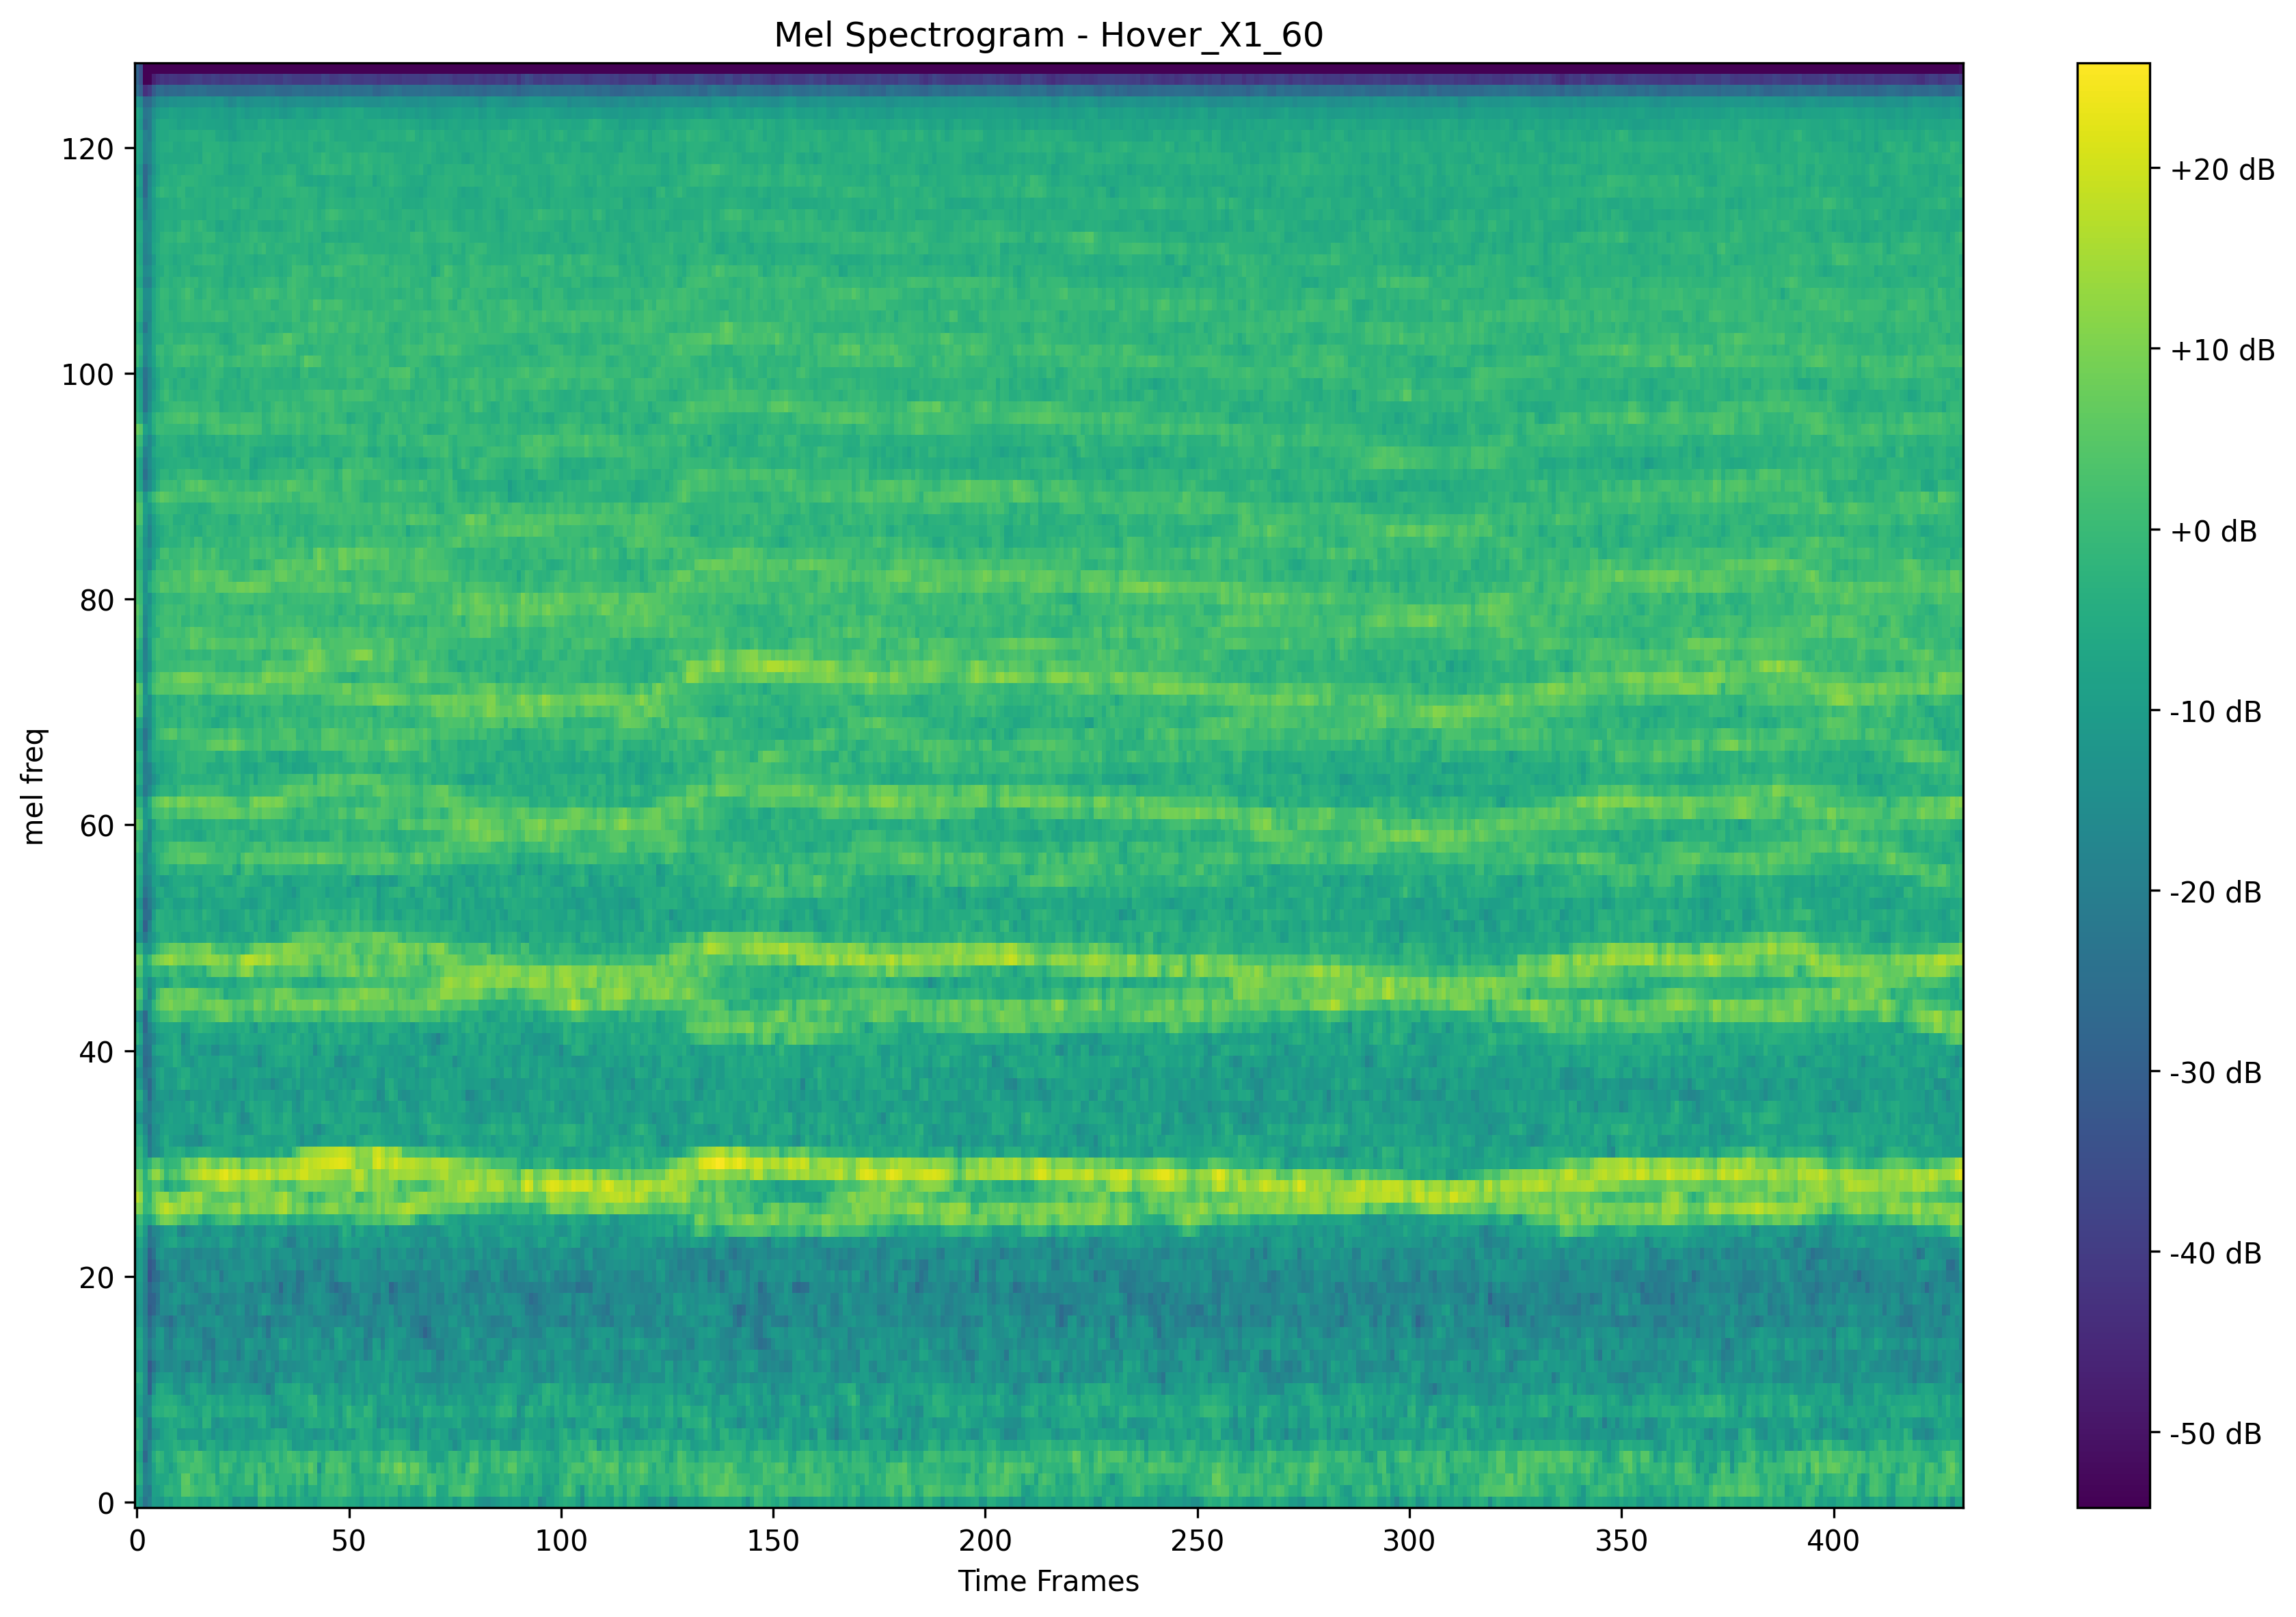 Mel Spectrogram - Hover_X1_60
mel freq
120
100
80
60
40
20
0
0 50 100 150 200 250 300 350 400
Time Frames
+20 dB
+10 dB
+0 dB
-10 dB
-20 dB
-30 dB
-40 dB
-50 dB